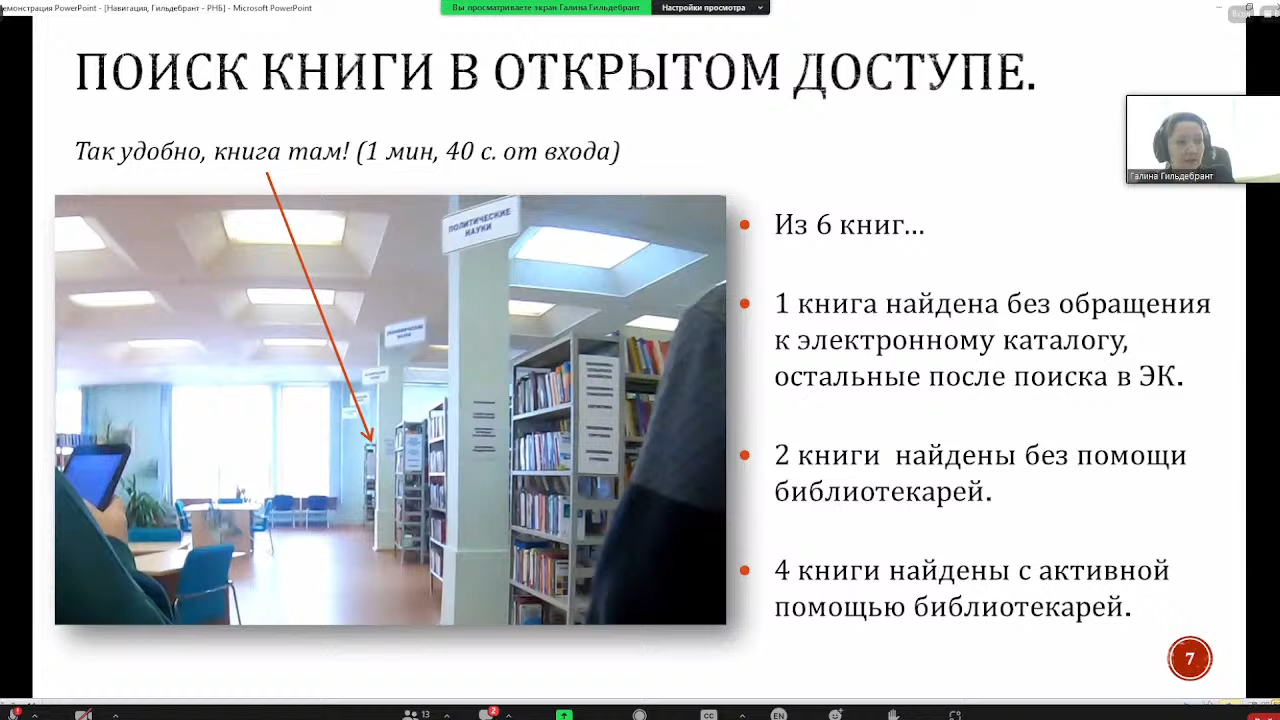 емонстрация PowerPoint - [Навигация, Гильдебрант - РНБ] - Microsoft PowerPoint
Вы просматриваете экран Галина Гильдебрант
Настройки просмотра
ПОИСК КНИГИ В ОТКРЫТОМ ДОСТУПЕ.
Так удобно, книга там! (1 мин, 40 с. от входа)
Галина Гильдебрант
ПОЛИТИЧЕСКИЕ
НАУКИ
Из 6 книг...
1 книга найдена без обращения
к электронному каталогу,
остальные после поиска в ЭК.
2 книги найдены без помощи
библиотекарей.
4 книги найдены с активной
помощью библиотекарей.
7
13
2
CC
EN